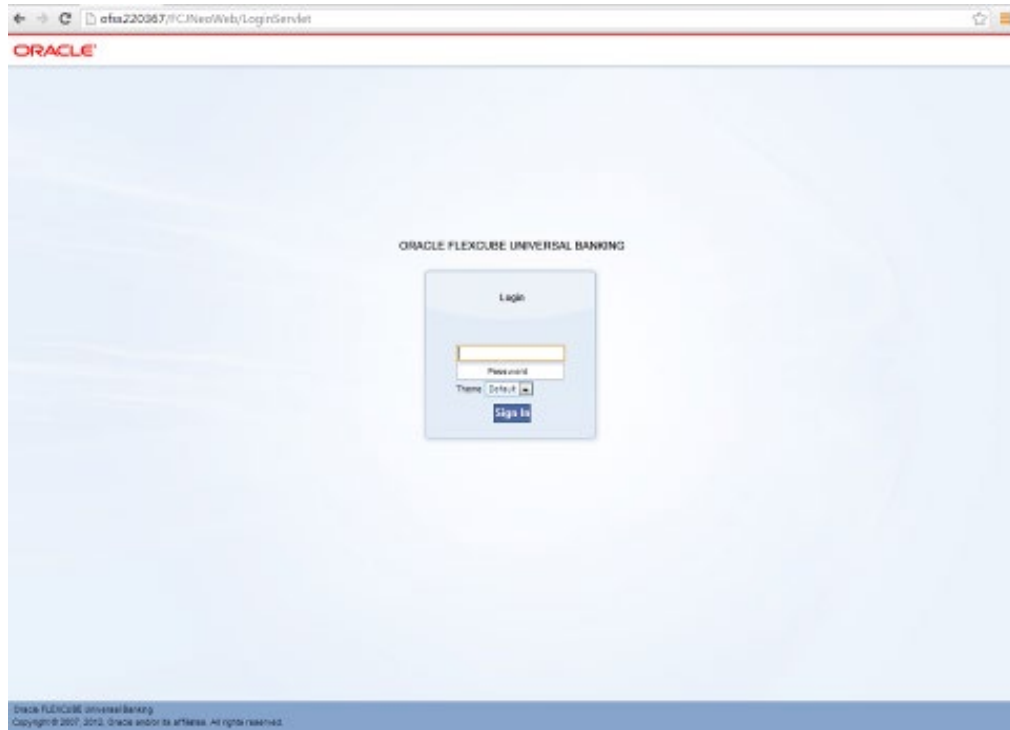 ofss220367/FCJNeoWeb/LoginServlet
ORACLE
ORACLE FLEXCUBE UNIVERSAL BANKING
Login
Password
Theme Default
Sign In
Oracle FLEXCUBE Universal Banking
Copyright © 2007, 2012, Oracle and/or its affiliates. All rights reserved.